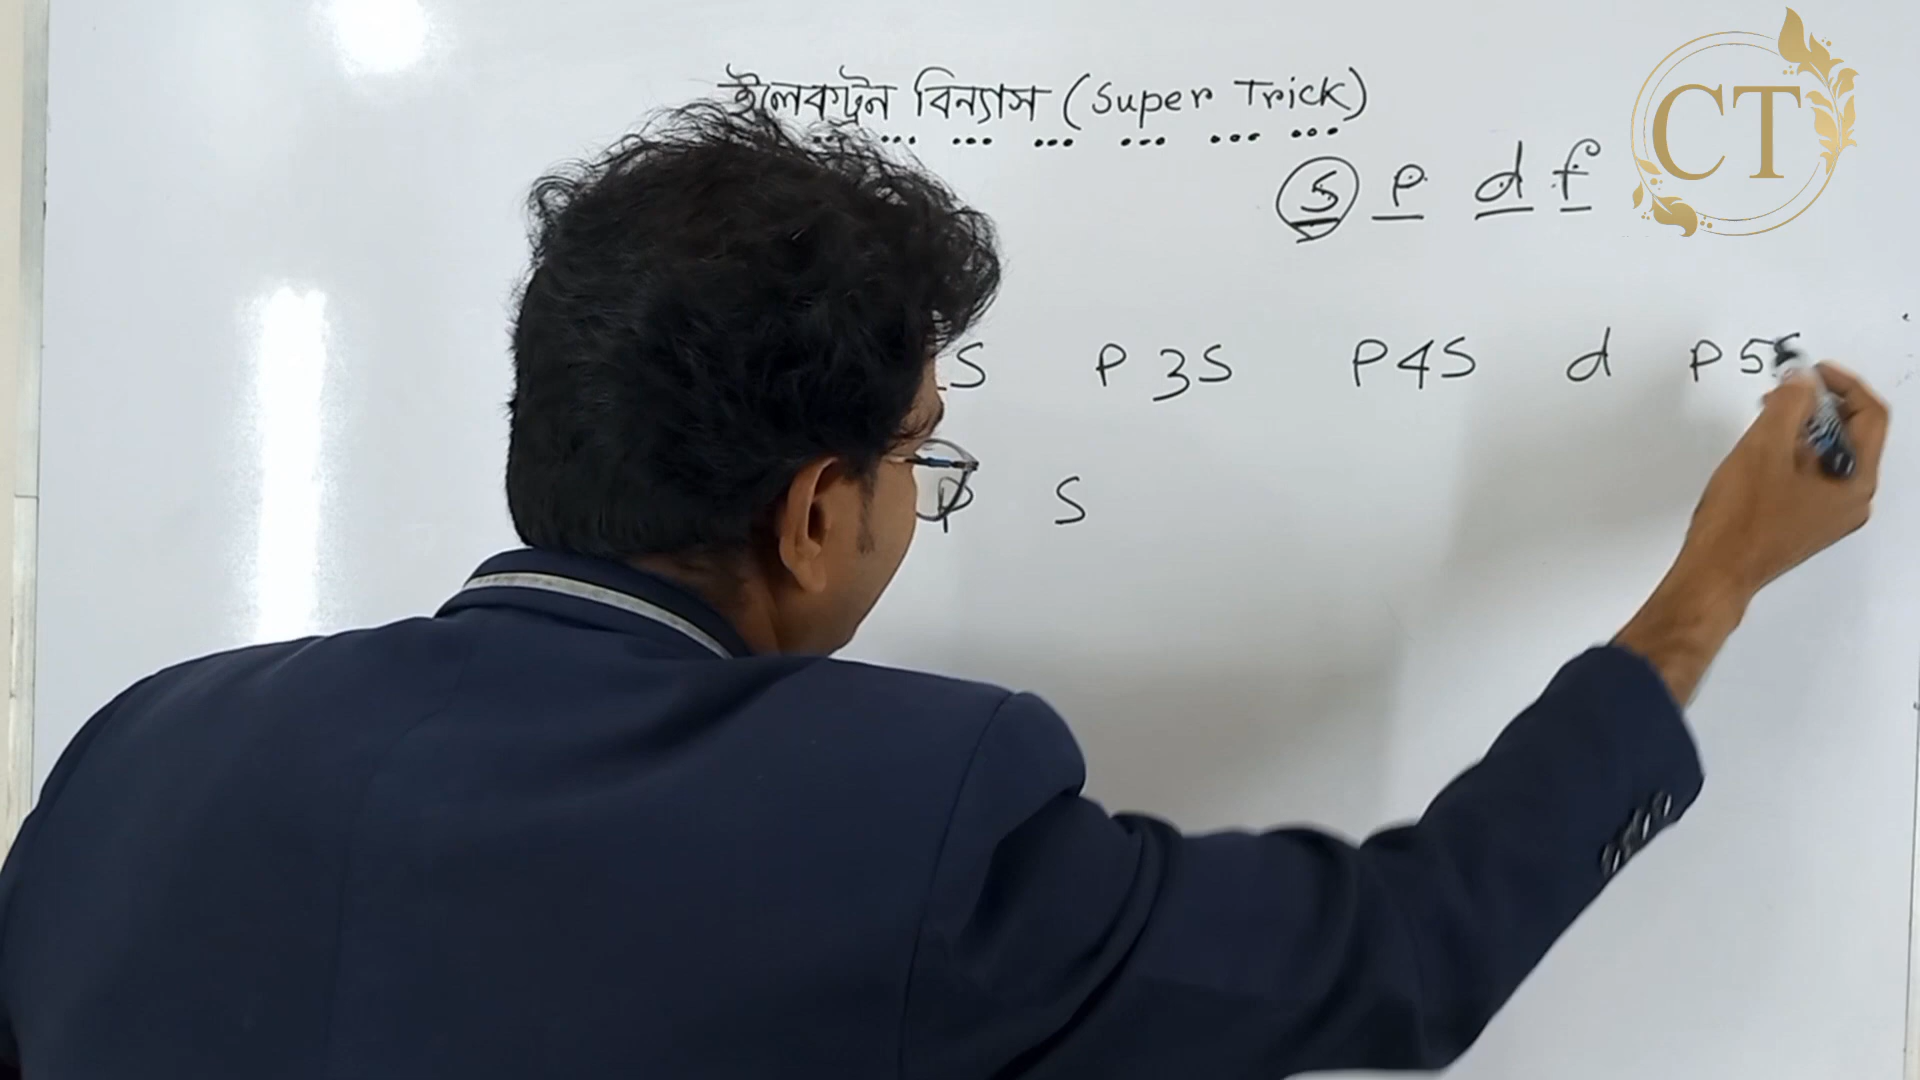 ইলেকট্রন বিন্যাস (Super Trick)
CT
s p d f
S P 3S P 4S d P 5S
P S